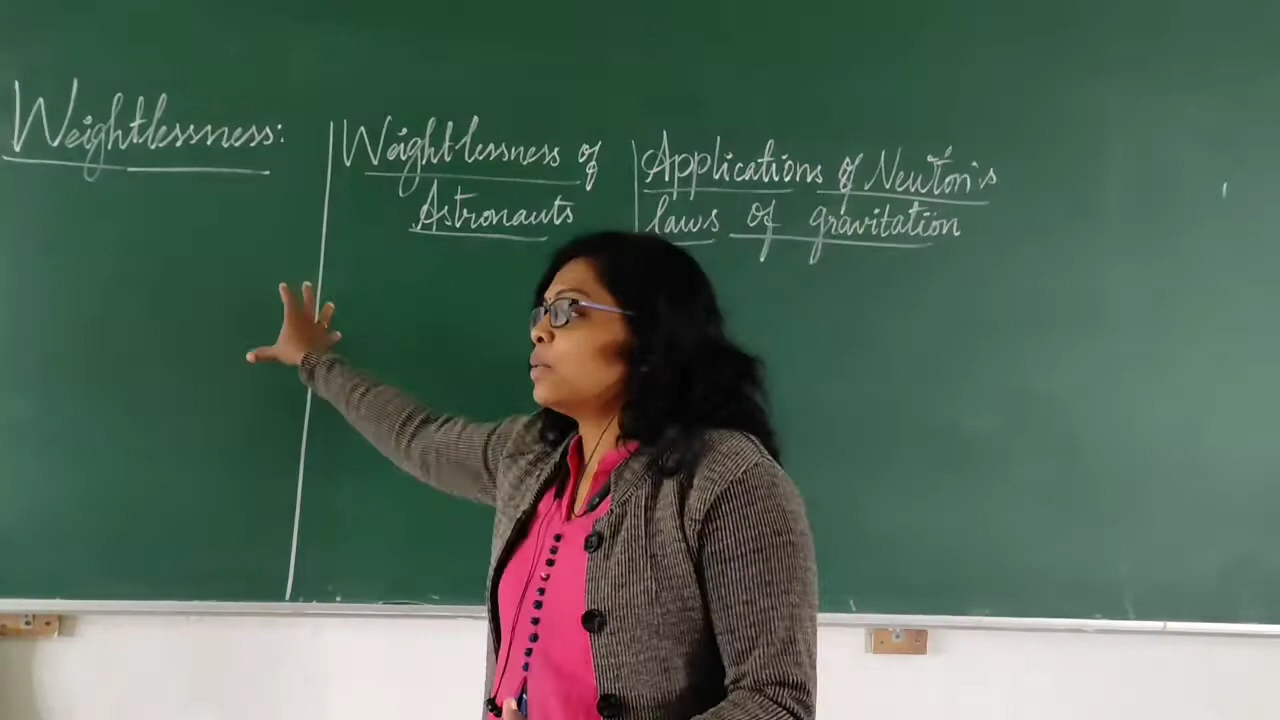 Weightlessness:
Weightlessness of
Astronauts
Applications of Newton's
laws of gravitation